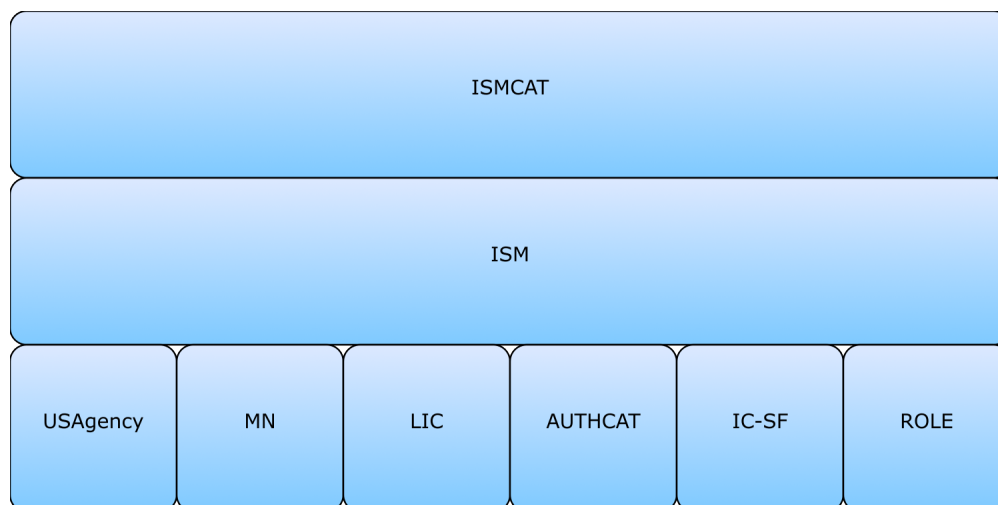 ISMCAT
ISM
USAgency
MN
LIC
AUTHCAT
IC-SF
ROLE